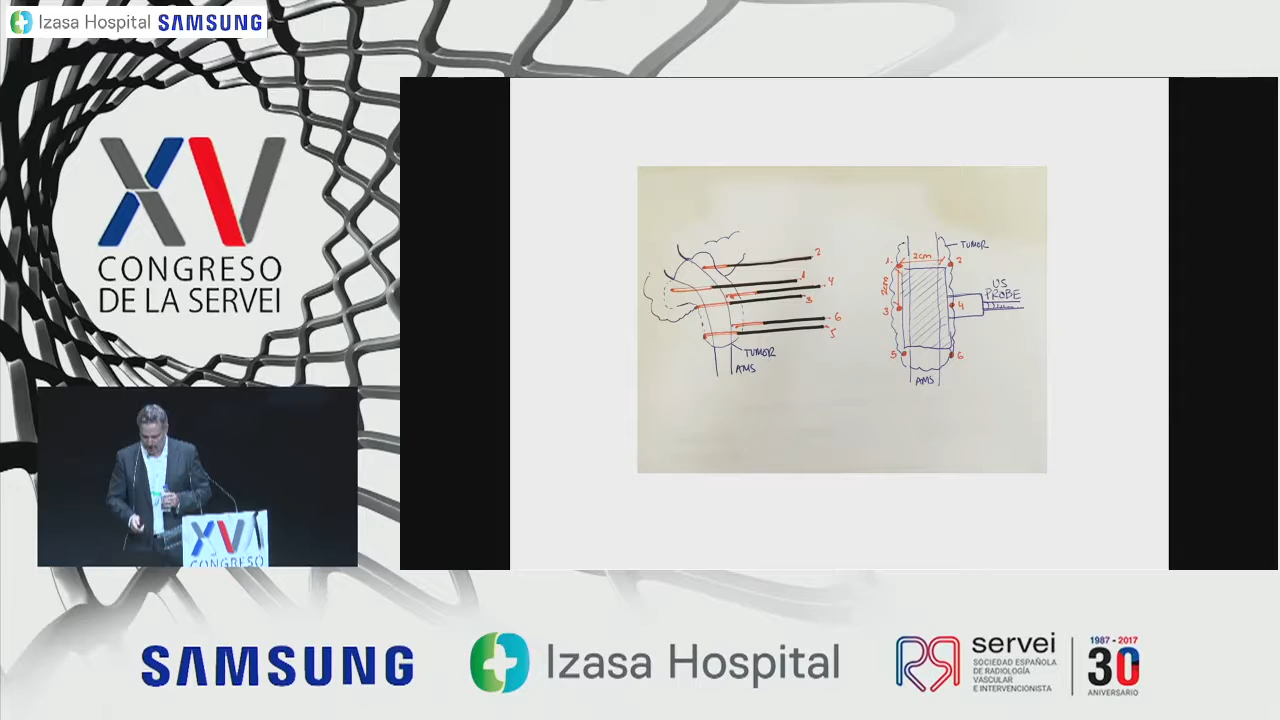 Izasa Hospital SAMSUNG
XV
CONGRESO
DE LA SERVEI
2
1
4
3
6
5
TUMOR
AMS
TUMOR
1
2cm
2
2cm
US
PROBE
3
4
5
6
AMS
XV
CONGRESO
SAMSUNG
Izasa Hospital
servei
SOCIEDAD ESPAÑOLA
DE RADIOLOGÍA
VASCULAR
E INTERVENCIONISTA
1987 - 2017
30
ANIVERSARIO